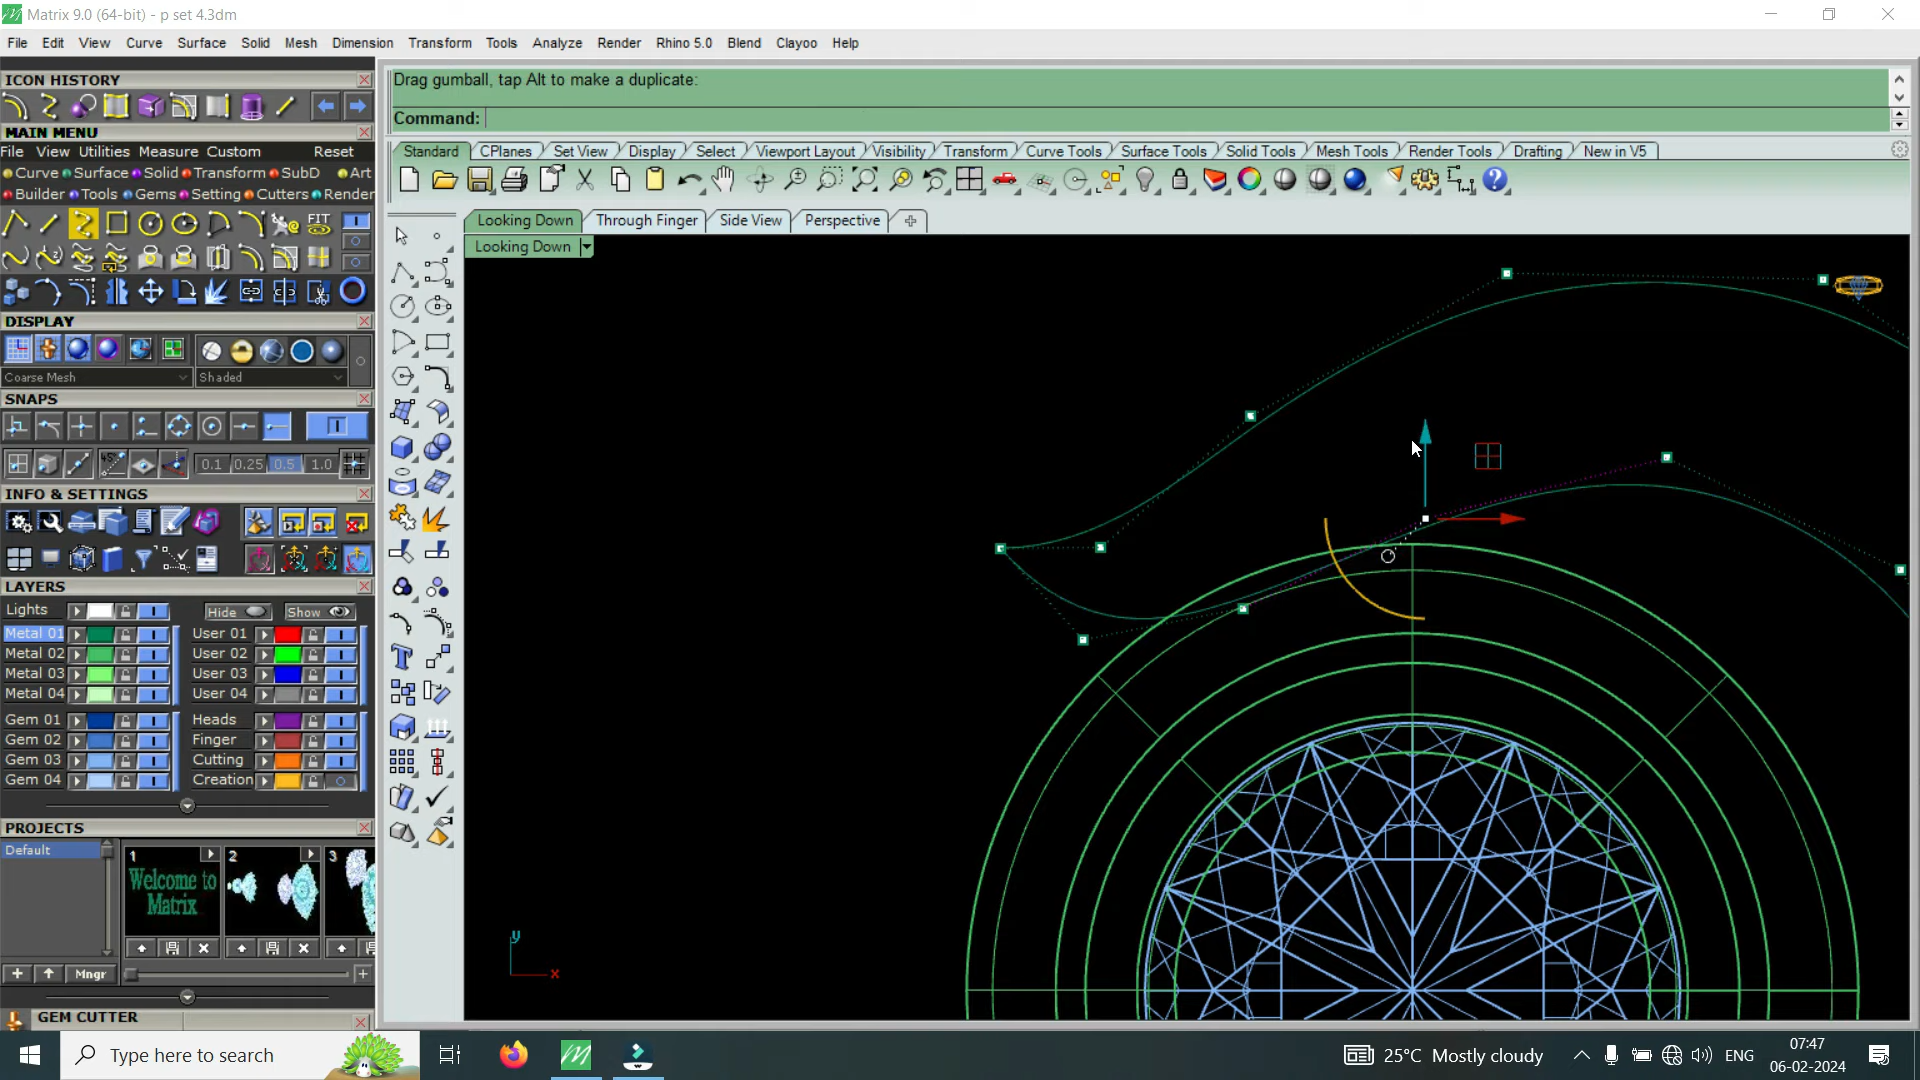 Matrix 9.0 (64-bit) - p set 4.3dm
File Edit View Curve Surface Solid Mesh Dimension Transform Tools Analyze Render Rhino 5.0 Blend Clayoo Help
ICON HISTORY
Drag gumball, tap Alt to make a duplicate:
Command:
MAIN MENU
File View Utilities Measure Custom Reset
Curve Surface Solid Transform SubD Art
Builder Tools Gems Setting Cutters Render
Standard CPlanes Set View Display Select Viewport Layout Visibility Transform Curve Tools Surface Tools Solid Tools Mesh Tools Render Tools Drafting New in V5
FIT
Looking Down Through Finger Side View Perspective
Looking Down
DISPLAY
Coarse Mesh Shaded
SNAPS
45°
0.1 0.25 0.5 1.0
INFO & SETTINGS
LAYERS
Lights Hide Show
Metal 01 User 01
Metal 02 User 02
Metal 03 User 03
Metal 04 User 04
Gem 01 Heads
Gem 02 Finger
Gem 03 Cutting
Gem 04 Creation
PROJECTS
Default
1 2 3
Welcome to
Matrix
Mngr
GEM CUTTER
y
x
Type here to search
25°C Mostly cloudy
ENG
07:47
06-02-2024